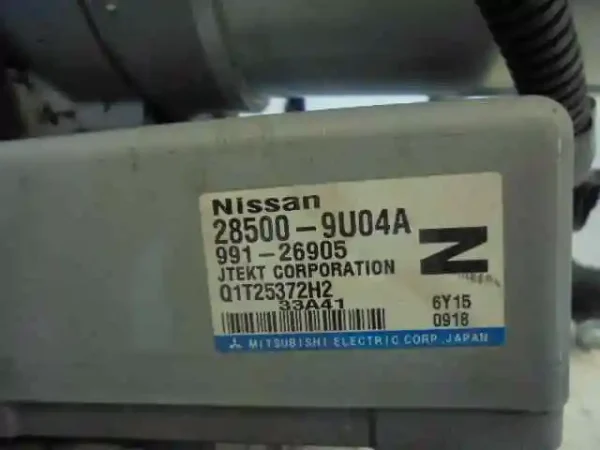 Nissan
28500-9U04A
991-26905
N
JTEKT CORPORATION
Q1T25372H2
33A41
6Y15
0918
MITSUBISHI ELECTRIC CORP. JAPAN